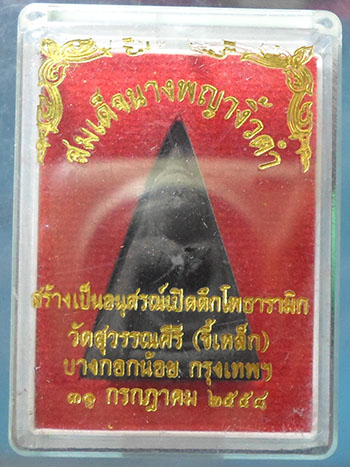 สมเด็จนางพญางิ้วดำ
สร้างเป็นอนุสรณ์เปิดตึกโพธารามิก
วัดสุวรรณคีรี (ขี้เหล็ก)
บางกอกน้อย กรุงเทพฯ
๓๑ กรกฎาคม ๒๕๕๘